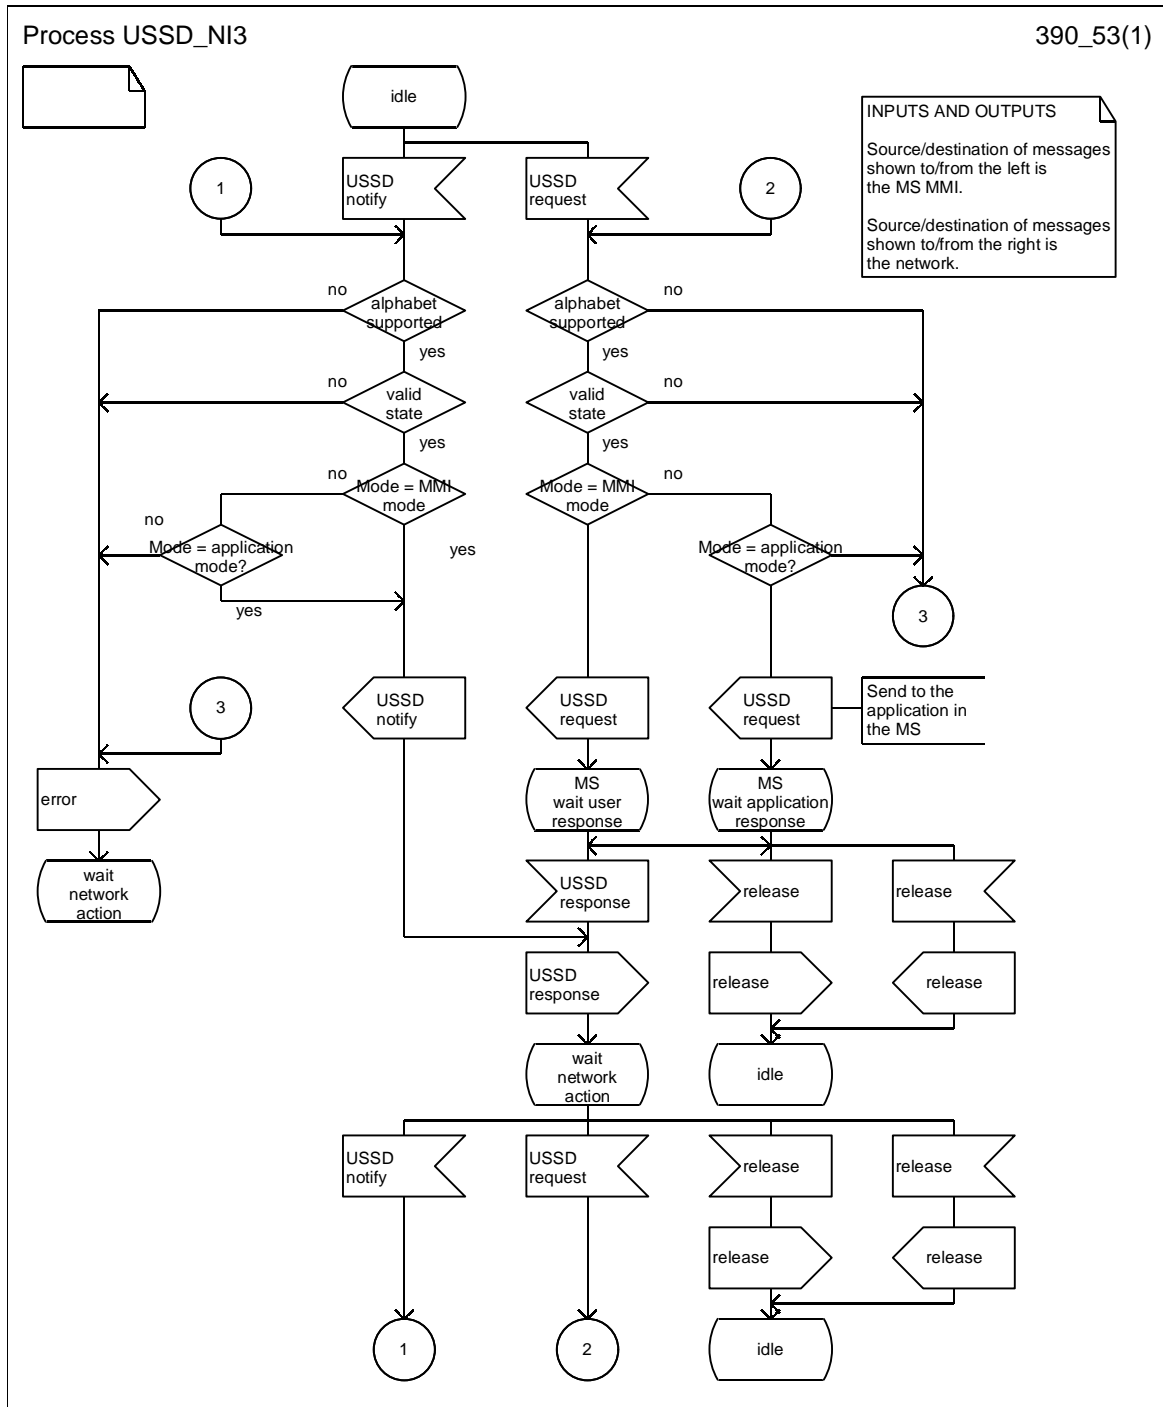 Process USSD_NI3
390_53(1)
idle
INPUTS AND OUTPUTS
Source/destination of messages
shown to/from the left is
the MS MMI.
Source/destination of messages
shown to/from the right is
the network.
1
USSD
notify
USSD
request
2
no
alphabet
supported
yes
alphabet
supported
no
yes
no
valid
state
yes
valid
state
no
yes
no
Mode = MMI
mode
yes
Mode = MMI
mode
no
no
Mode = application
mode?
yes
Mode = application
mode?
3
3
USSD
notify
USSD
request
USSD
request
Send to the
application in
the MS
error
MS
wait user
response
MS
wait application
response
wait
network
action
USSD
response
release
release
USSD
response
release
release
wait
network
action
idle
USSD
notify
USSD
request
release
release
release
release
1
2
idle